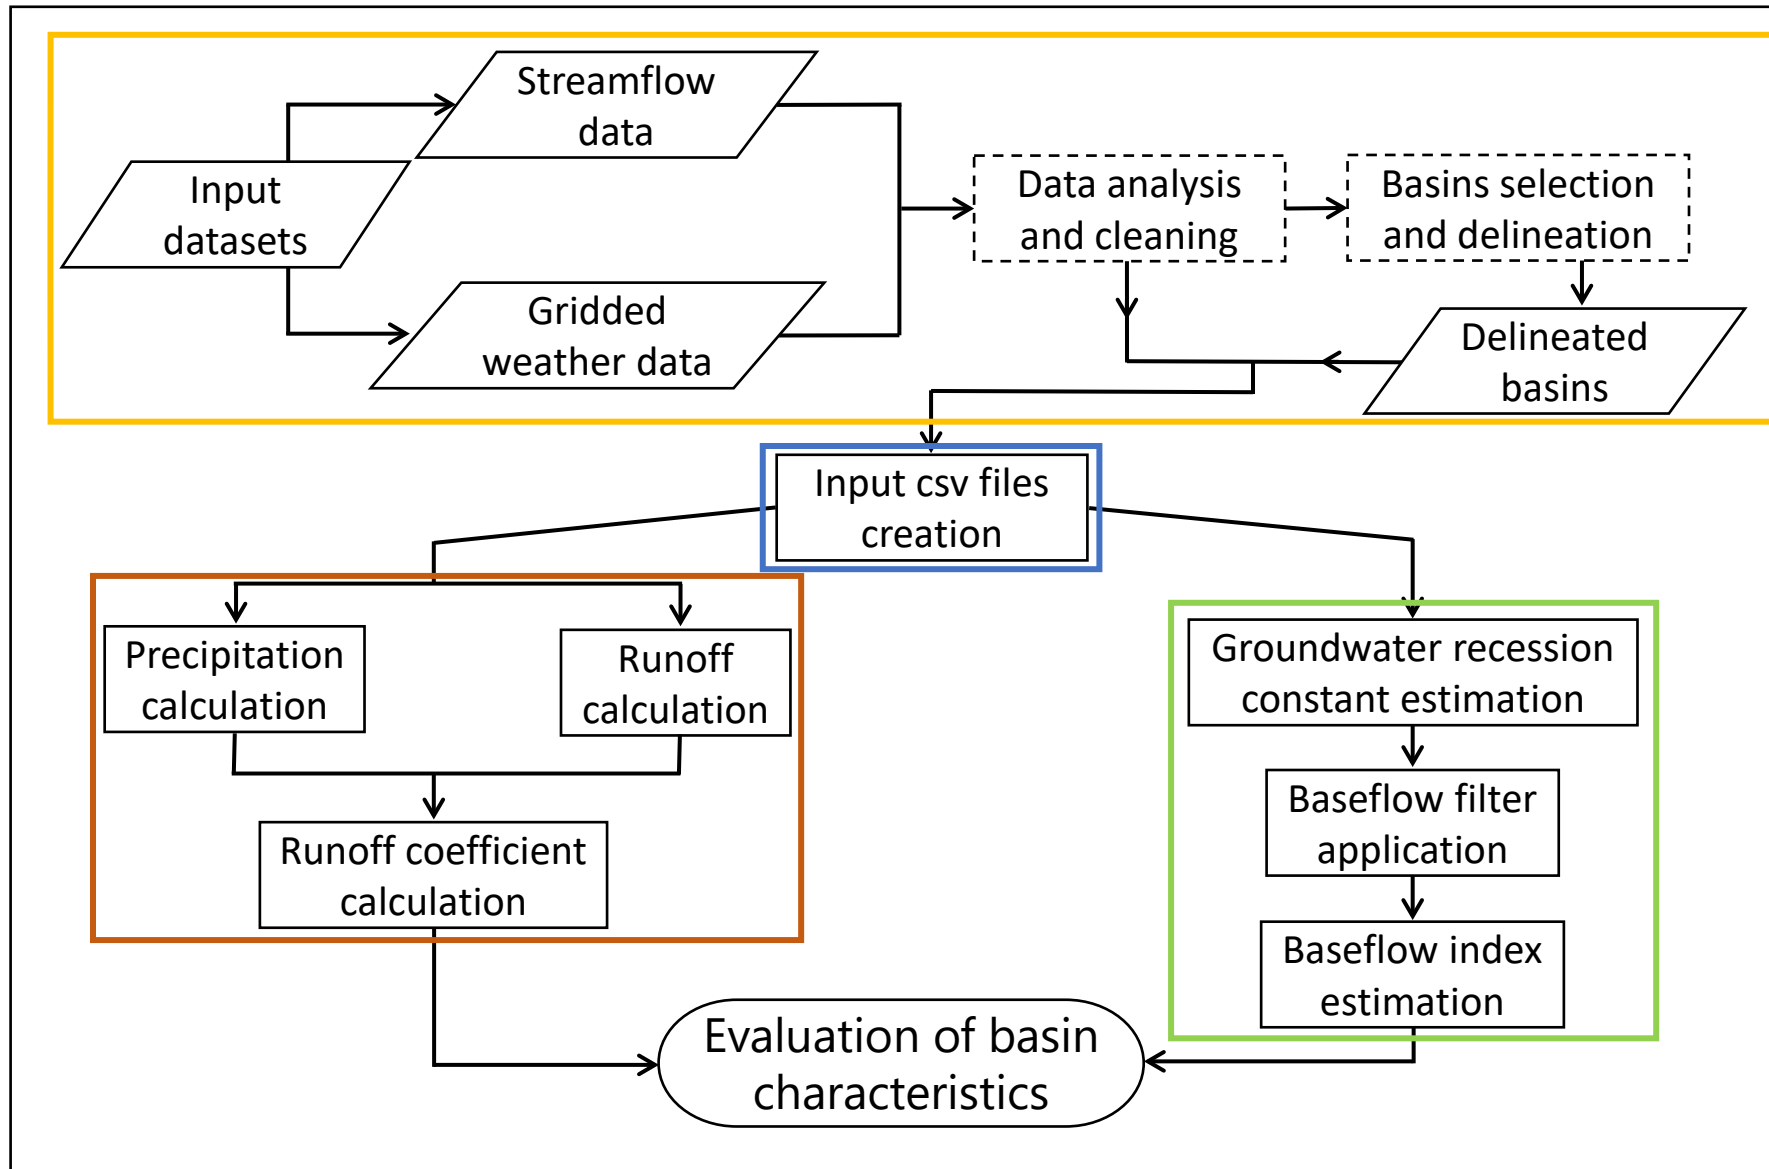 Streamflow
data
Input
datasets
Gridded
weather data
Data analysis
and cleaning
Basins selection
and delineation
Delineated
basins
Input csv files
creation
Precipitation
calculation
Runoff
calculation
Runoff coefficient
calculation
Groundwater recession
constant estimation
Baseflow filter
application
Baseflow index
estimation
Evaluation of basin
characteristics